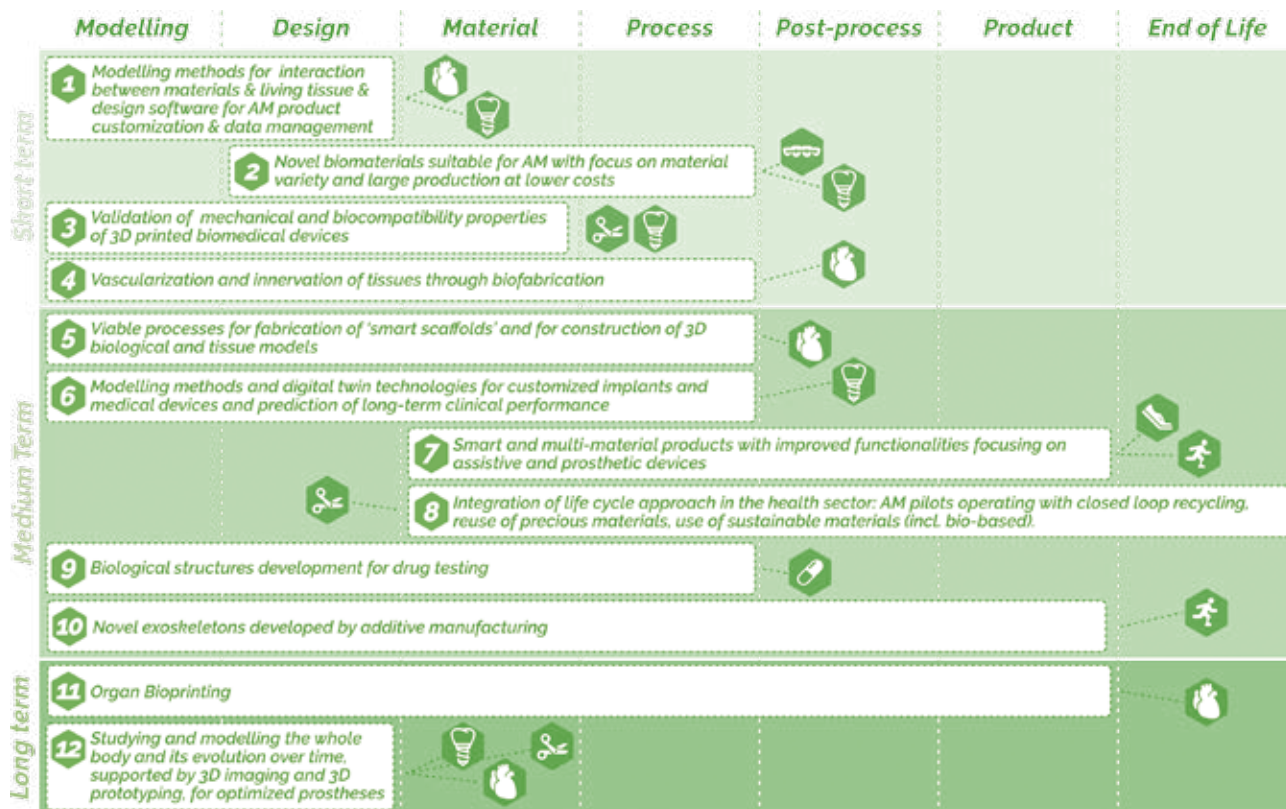 Modelling
Design
Material
Process
Post-process
Product
End of Life
Short term
1
Modelling methods for interaction
between materials & living tissue &
design software for AM product
customization & data management
2
Novel biomaterials suitable for AM with focus on material
variety and large production at lower costs
3
Validation of mechanical and biocompatibility properties
of 3D printed biomedical devices
4
Vascularization and innervation of tissues through biofabrication
Medium Term
5
Viable processes for fabrication of ‘smart scaffolds’ and for construction of 3D
biological and tissue models
6
Modelling methods and digital twin technologies for customized implants and
medical devices and prediction of long-term clinical performance
7
Smart and multi-material products with improved functionalities focusing on
assistive and prosthetic devices
8
Integration of life cycle approach in the health sector: AM pilots operating with closed loop recycling,
reuse of precious materials, use of sustainable materials (incl. bio-based).
9
Biological structures development for drug testing
10
Novel exoskeletons developed by additive manufacturing
Long term
11
Organ Bioprinting
12
Studying and modelling the whole
body and its evolution over time,
supported by 3D imaging and 3D
prototyping, for optimized prostheses